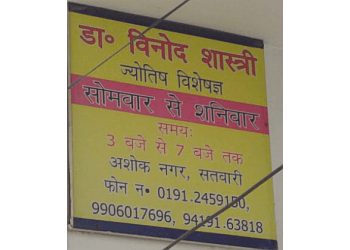 डा० विनोद शास्त्री
ज्योतिष विशेषज्ञ
सोमवार से शनिवार
समयः
3 बजे से 7 बजे तक
अशोक नगर, सतवारी
फोन न० 0191.2459150,
9906017696, 94191.63818